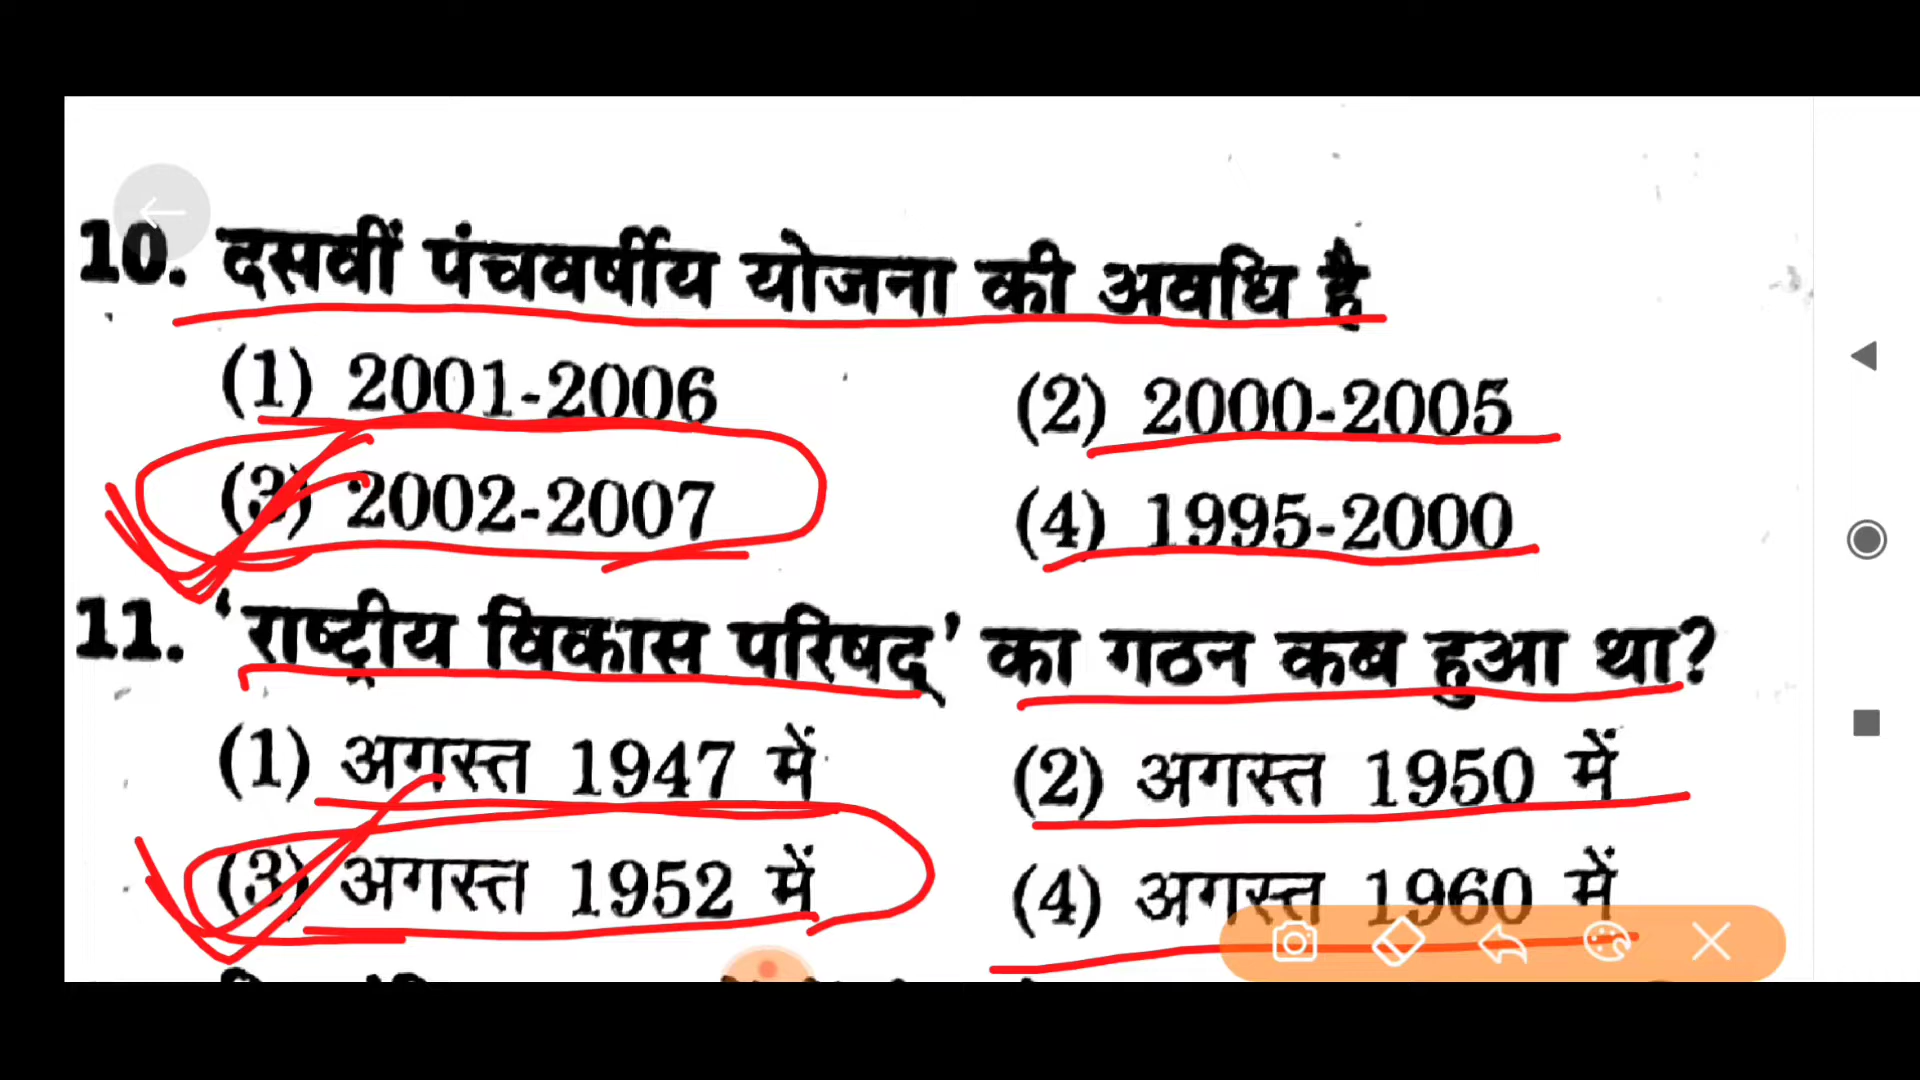 10. दसवीं पंचवर्षीय योजना की अवधि है
(1) 2001-2006 (2) 2000-2005
(3) 2002-2007 (4) 1995-2000
11. 'राष्ट्रीय विकास परिषद्' का गठन कब हुआ था?
(1) अगस्त 1947 में (2) अगस्त 1950 में
(3) अगस्त 1952 में (4) अगस्त 1960 में